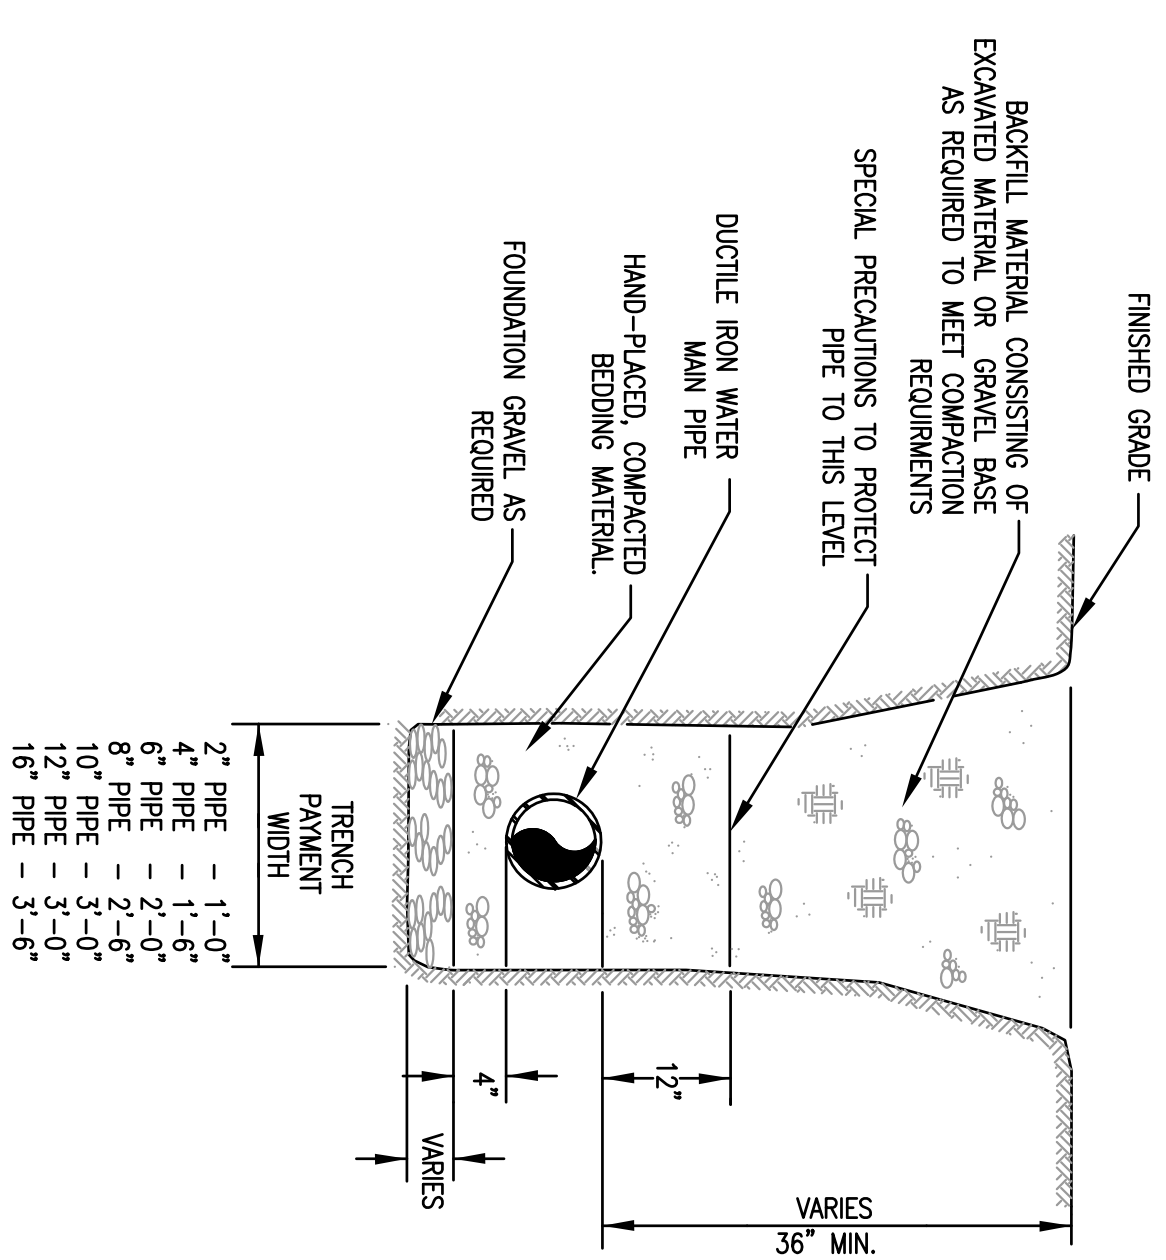 FINISHED GRADE
BACKFILL MATERIAL CONSISTING OF
EXCAVATED MATERIAL OR GRAVEL BASE
AS REQUIRED TO MEET COMPACTION
REQUIRMENTS
SPECIAL PRECAUTIONS TO PROTECT
PIPE TO THIS LEVEL
DUCTILE IRON WATER
MAIN PIPE
HAND-PLACED, COMPACTED
BEDDING MATERIAL.
FOUNDATION GRAVEL AS
REQUIRED
VARIES
36" MIN.
12"
4"
VARIES
TRENCH
PAYMENT
WIDTH
2" PIPE - 1'-0"
4" PIPE - 1'-6"
6" PIPE - 2'-0"
8" PIPE - 2'-6"
10" PIPE - 3'-0"
12" PIPE - 3'-0"
16" PIPE - 3'-6"